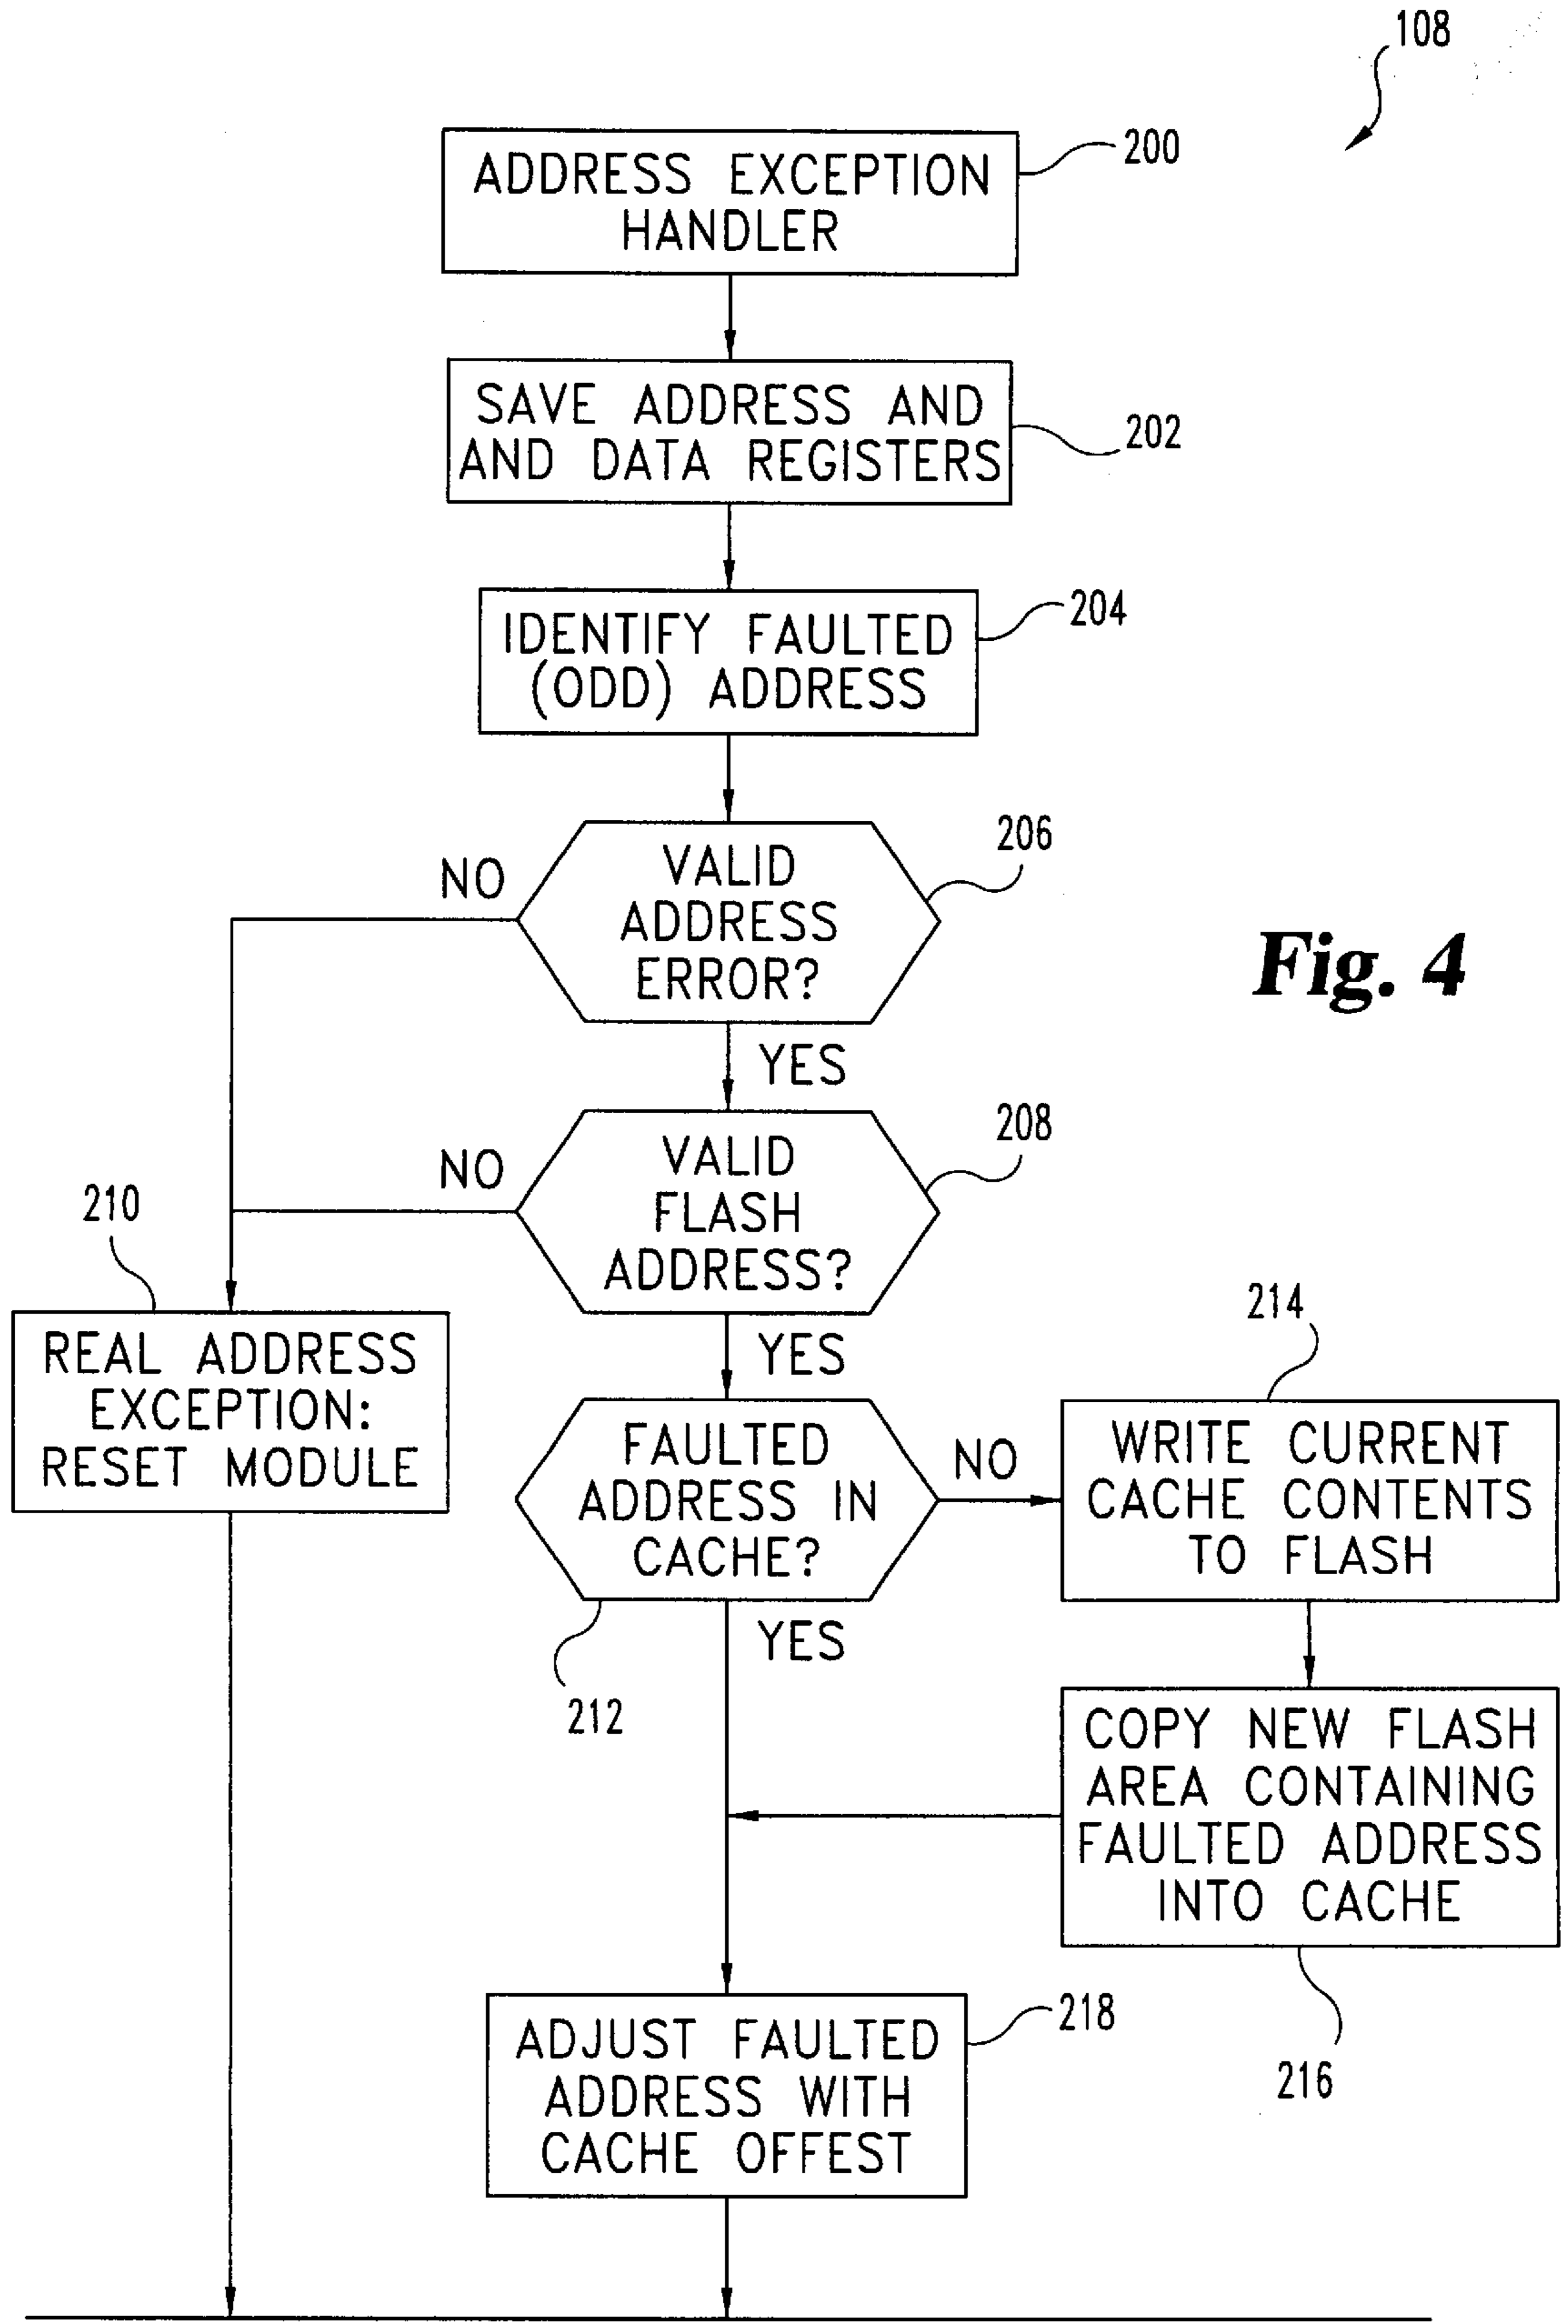 108
200
ADDRESS EXCEPTION
HANDLER
SAVE ADDRESS AND
AND DATA REGISTERS
202
204
IDENTIFY FAULTED
(ODD) ADDRESS
206
NO
VALID
ADDRESS
ERROR?
Fig. 4
YES
208
NO
VALID
FLASH
ADDRESS?
210
REAL ADDRESS
EXCEPTION:
RESET MODULE
YES
214
FAULTED
ADDRESS IN
CACHE?
NO
WRITE CURRENT
CACHE CONTENTS
TO FLASH
YES
212
COPY NEW FLASH
AREA CONTAINING
FAULTED ADDRESS
INTO CACHE
216
218
ADJUST FAULTED
ADDRESS WITH
CACHE OFFEST